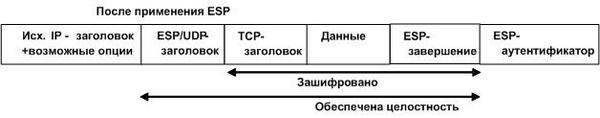 После применения ESP
Исх. IP - заголовок
+возможные опции
ESP/UDP-
заголовок
TCP-
заголовок
Данные
ESP-
завершение
ESP-
аутентификатор
Зашифровано
Обеспечена целостность